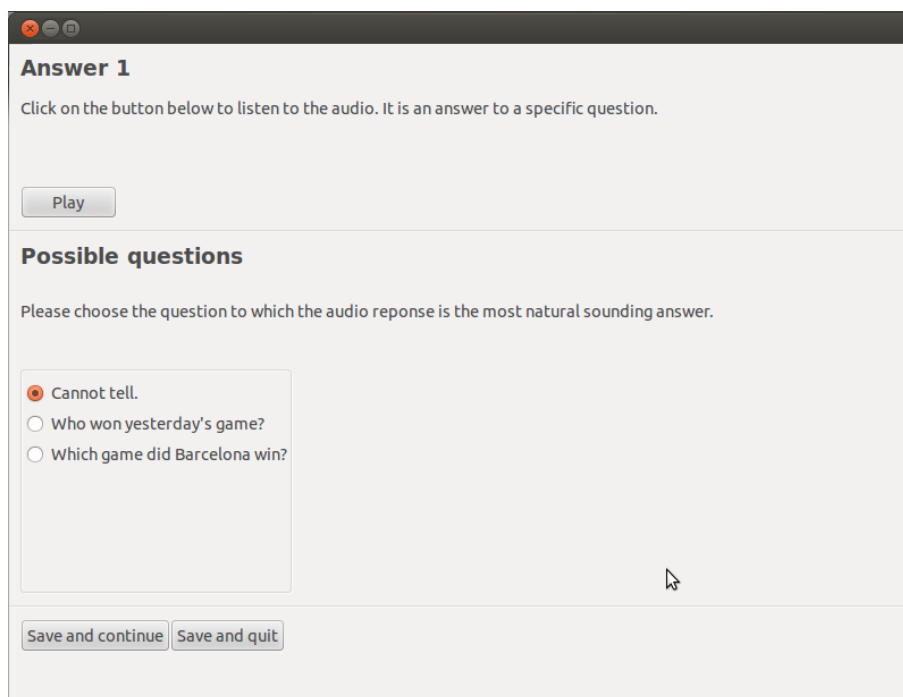 Answer 1
Click on the button below to listen to the audio. It is an answer to a specific question.
Play
Possible questions
Please choose the question to which the audio reponse is the most natural sounding answer.
Cannot tell.
Who won yesterday's game?
Which game did Barcelona win?
Save and continue Save and quit